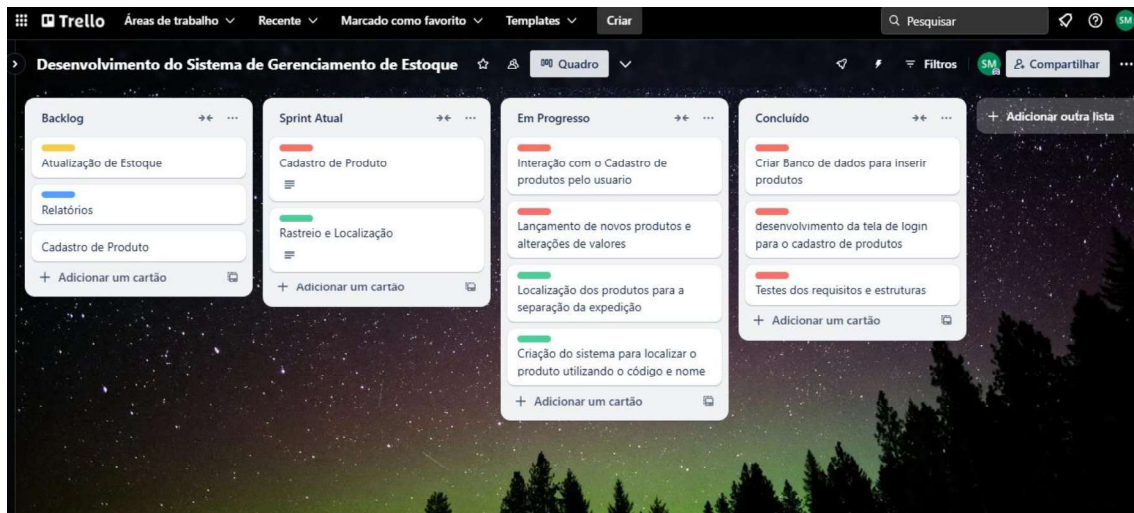 Trello Áreas de trabalho Recente Marcado como favorito Templates Criar Pesquisar SM
Desenvolvimento do Sistema de Gerenciamento de Estoque Quadro Filtros SM Compartilhar
Backlog
Atualização de Estoque
Relatórios
Cadastro de Produto
+ Adicionar um cartão
Sprint Atual
Cadastro de Produto
Rastreio e Localização
+ Adicionar um cartão
Em Progresso
Interação com o Cadastro de
produtos pelo usuario
Lançamento de novos produtos e
alterações de valores
Localização dos produtos para a
separação da expedição
Criação do sistema para localizar o
produto utilizando o código e nome
+ Adicionar um cartão
Concluído
Criar Banco de dados para inserir
produtos
desenvolvimento da tela de login
para o cadastro de produtos
Testes dos requisitos e estruturas
+ Adicionar um cartão
+ Adicionar outra lista